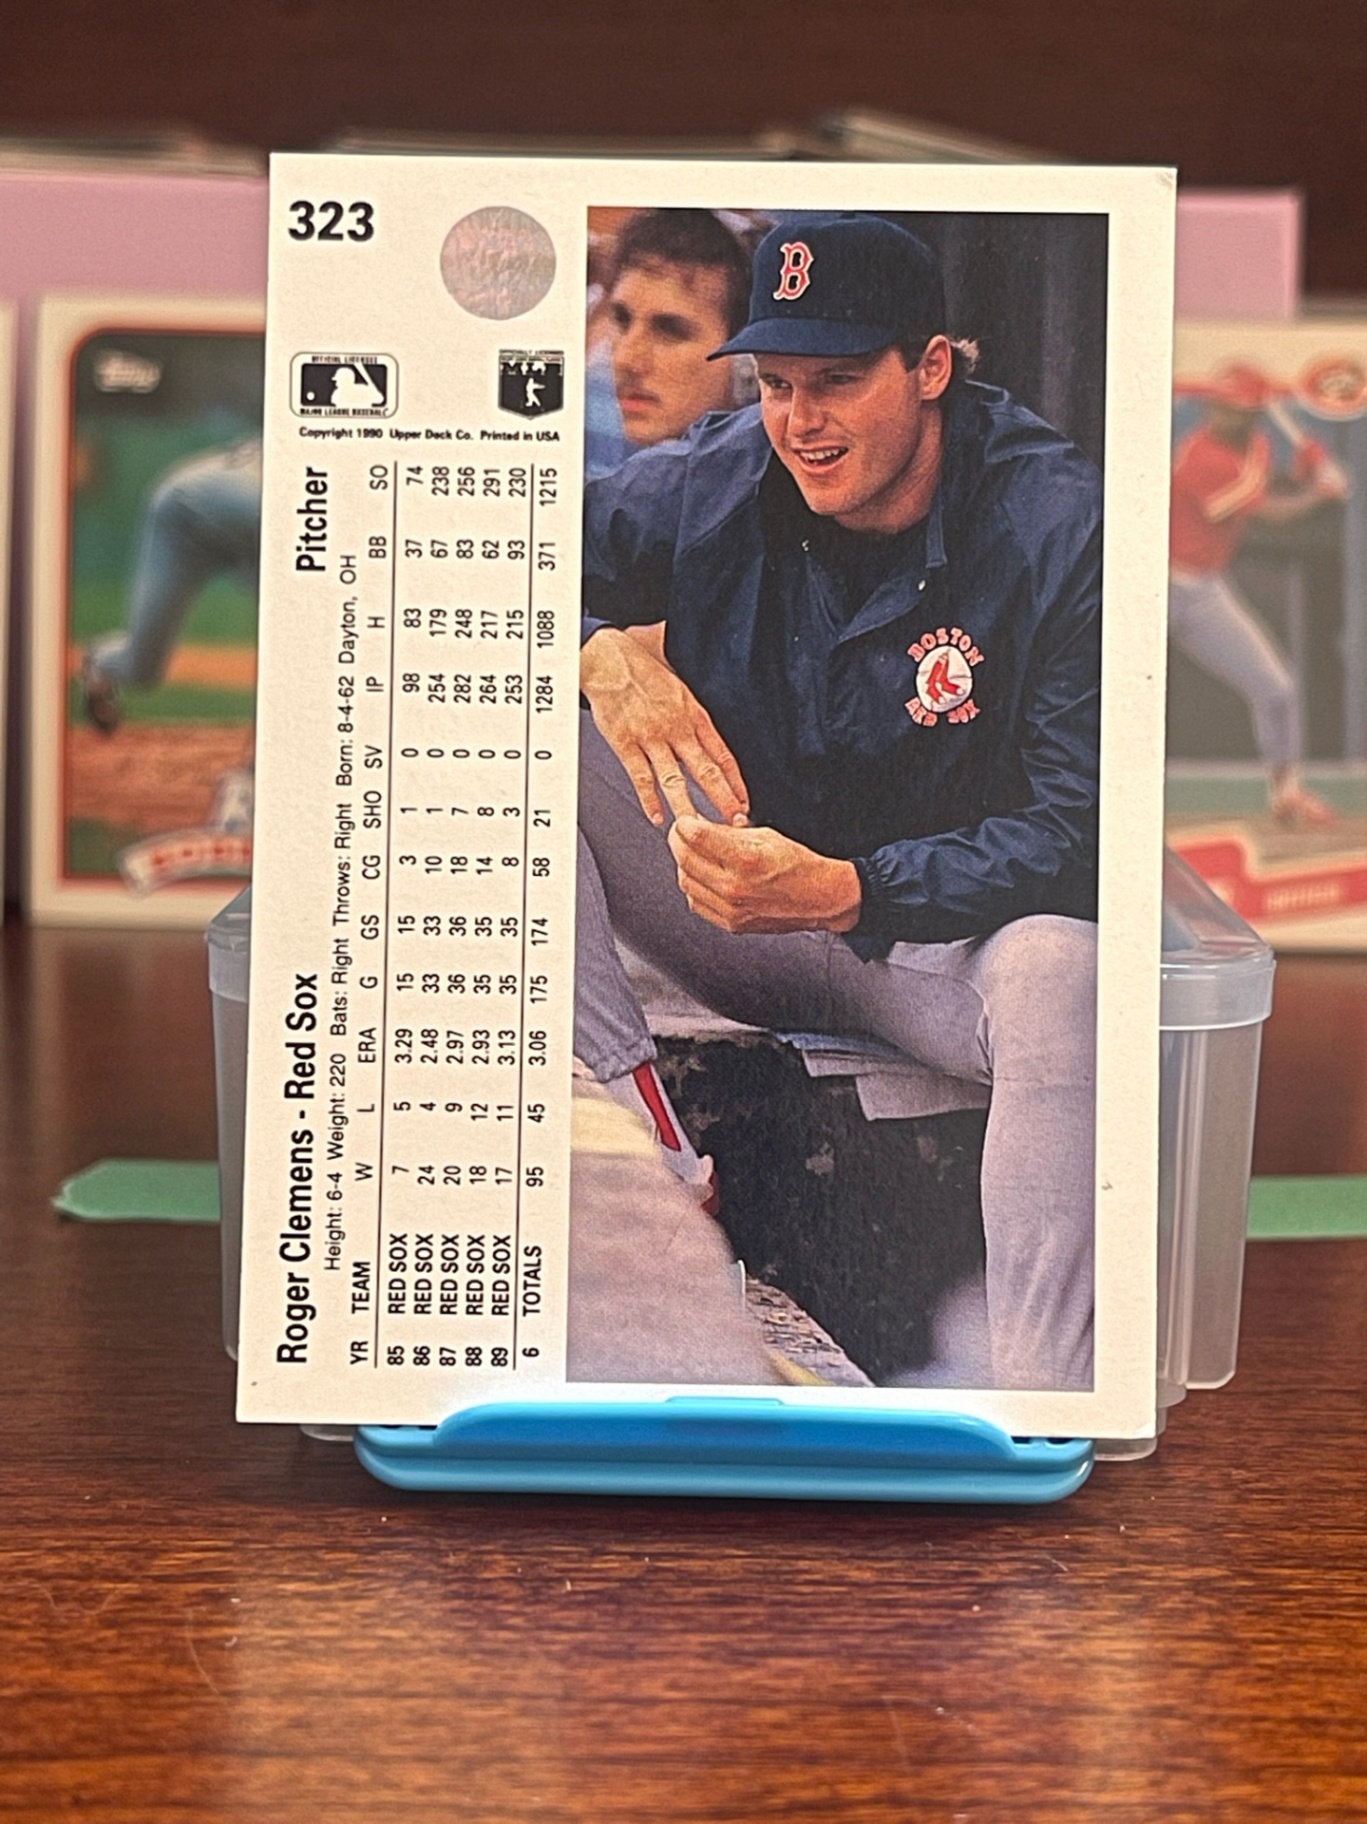 323
OFFICIAL LICENSEE
MAJOR LEAGUE BASEBALL
Copyright 1990 Upper Deck Co. Printed in USA
Roger Clemens - Red Sox Pitcher
Height: 6-4 Weight: 220 Bats: Right Throws: Right Born: 8-4-62 Dayton, OH
YR TEAM W L ERA G GS CG SHO SV IP H BB SO
85 RED SOX 7 5 3.29 15 15 3 1 0 98 83 37 74
86 RED SOX 24 4 2.48 33 33 10 1 0 254 179 67 238
87 RED SOX 20 9 2.97 36 36 18 7 0 282 248 83 256
88 RED SOX 18 12 2.93 35 35 14 8 0 264 217 62 291
89 RED SOX 17 11 3.13 35 35 8 3 0 253 215 93 230
6 TOTALS 95 45 3.06 175 174 58 21 0 1284 1088 371 1215
B
BOSTON
RED SOX
Topps